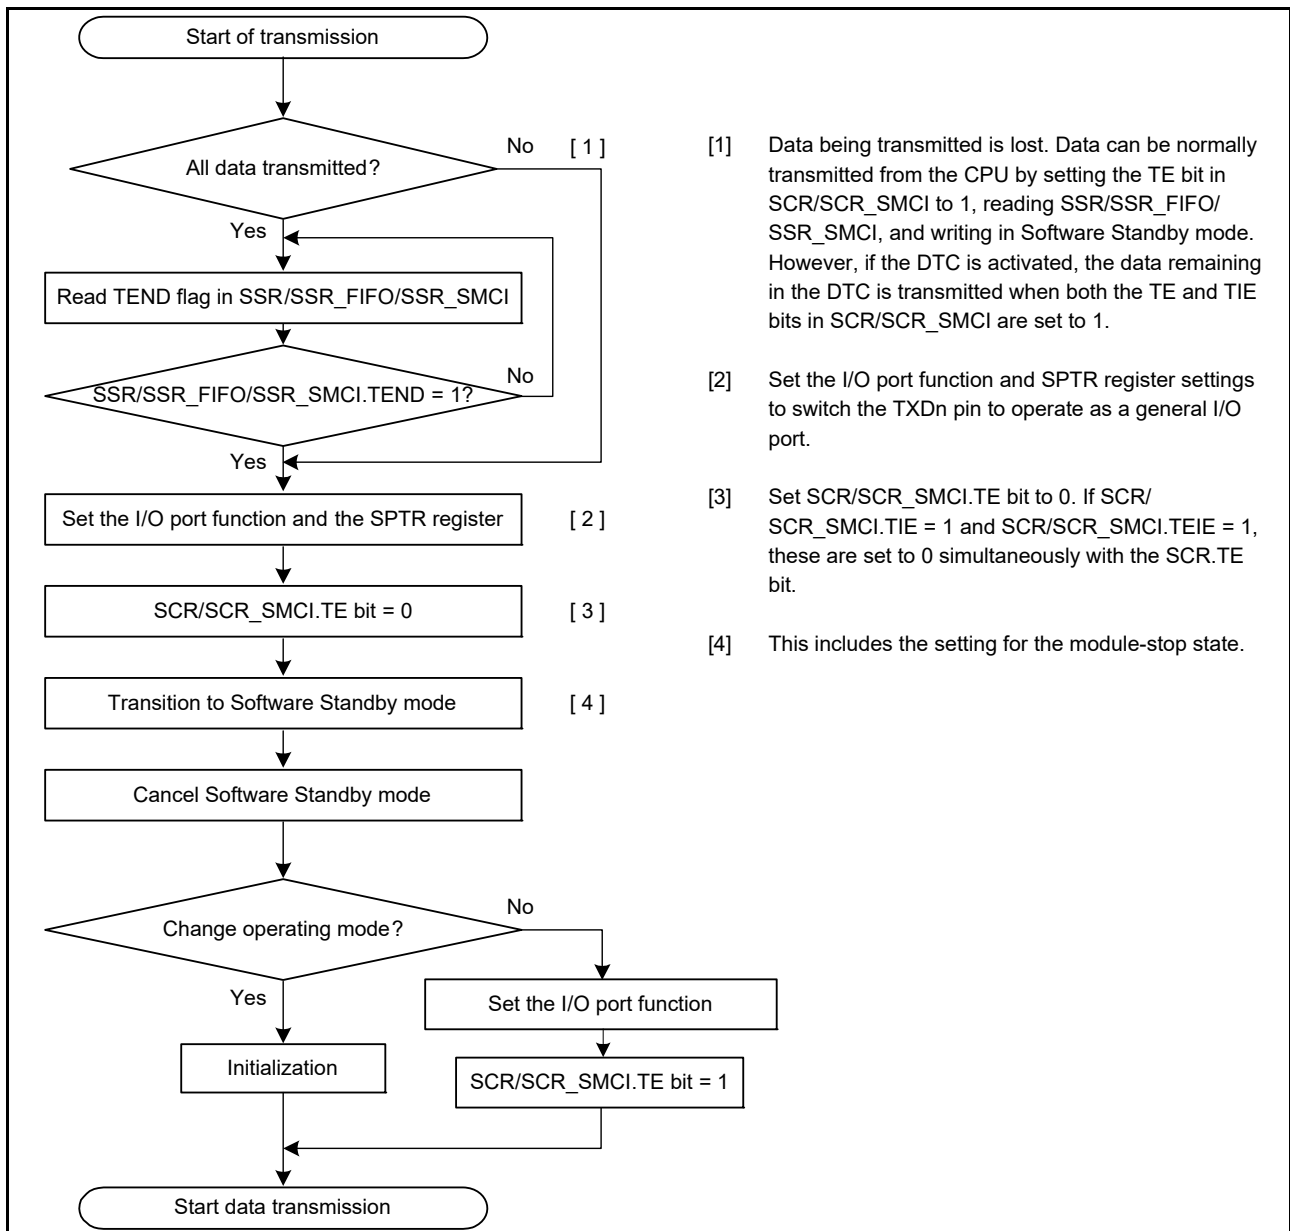 Start of transmission
All data transmitted?
No [ 1 ]
Yes
Read TEND flag in SSR/SSR_FIFO/SSR_SMCI
No
SSR/SSR_FIFO/SSR_SMCI.TEND = 1?
Yes
Set the I/O port function and the SPTR register [ 2 ]
SCR/SCR_SMCI.TE bit = 0 [ 3 ]
Transition to Software Standby mode [ 4 ]
Cancel Software Standby mode
Change operating mode?
No
Yes
Set the I/O port function
Initialization
SCR/SCR_SMCI.TE bit = 1
Start data transmission
[1] Data being transmitted is lost. Data can be normally
transmitted from the CPU by setting the TE bit in
SCR/SCR_SMCI to 1, reading SSR/SSR_FIFO/
SSR_SMCI, and writing in Software Standby mode.
However, if the DTC is activated, the data remaining
in the DTC is transmitted when both the TE and TIE
bits in SCR/SCR_SMCI are set to 1.
[2] Set the I/O port function and SPTR register settings
to switch the TXDn pin to operate as a general I/O
port.
[3] Set SCR/SCR_SMCI.TE bit to 0. If SCR/
SCR_SMCI.TIE = 1 and SCR/SCR_SMCI.TEIE = 1,
these are set to 0 simultaneously with the SCR.TE
bit.
[4] This includes the setting for the module-stop state.